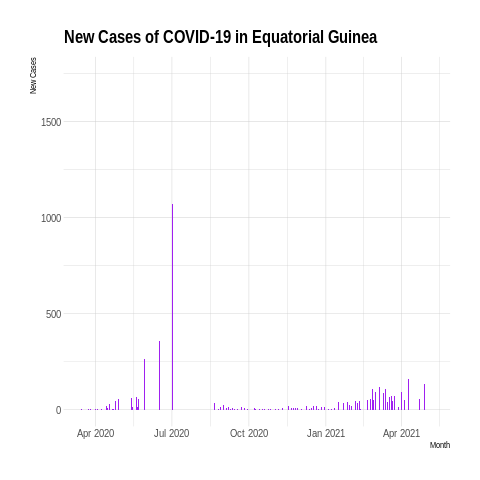 New Cases of COVID-19 in Equatorial Guinea
New Cases
1500
1000
500
0
Apr 2020 Jul 2020 Oct 2020 Jan 2021 Apr 2021
Month